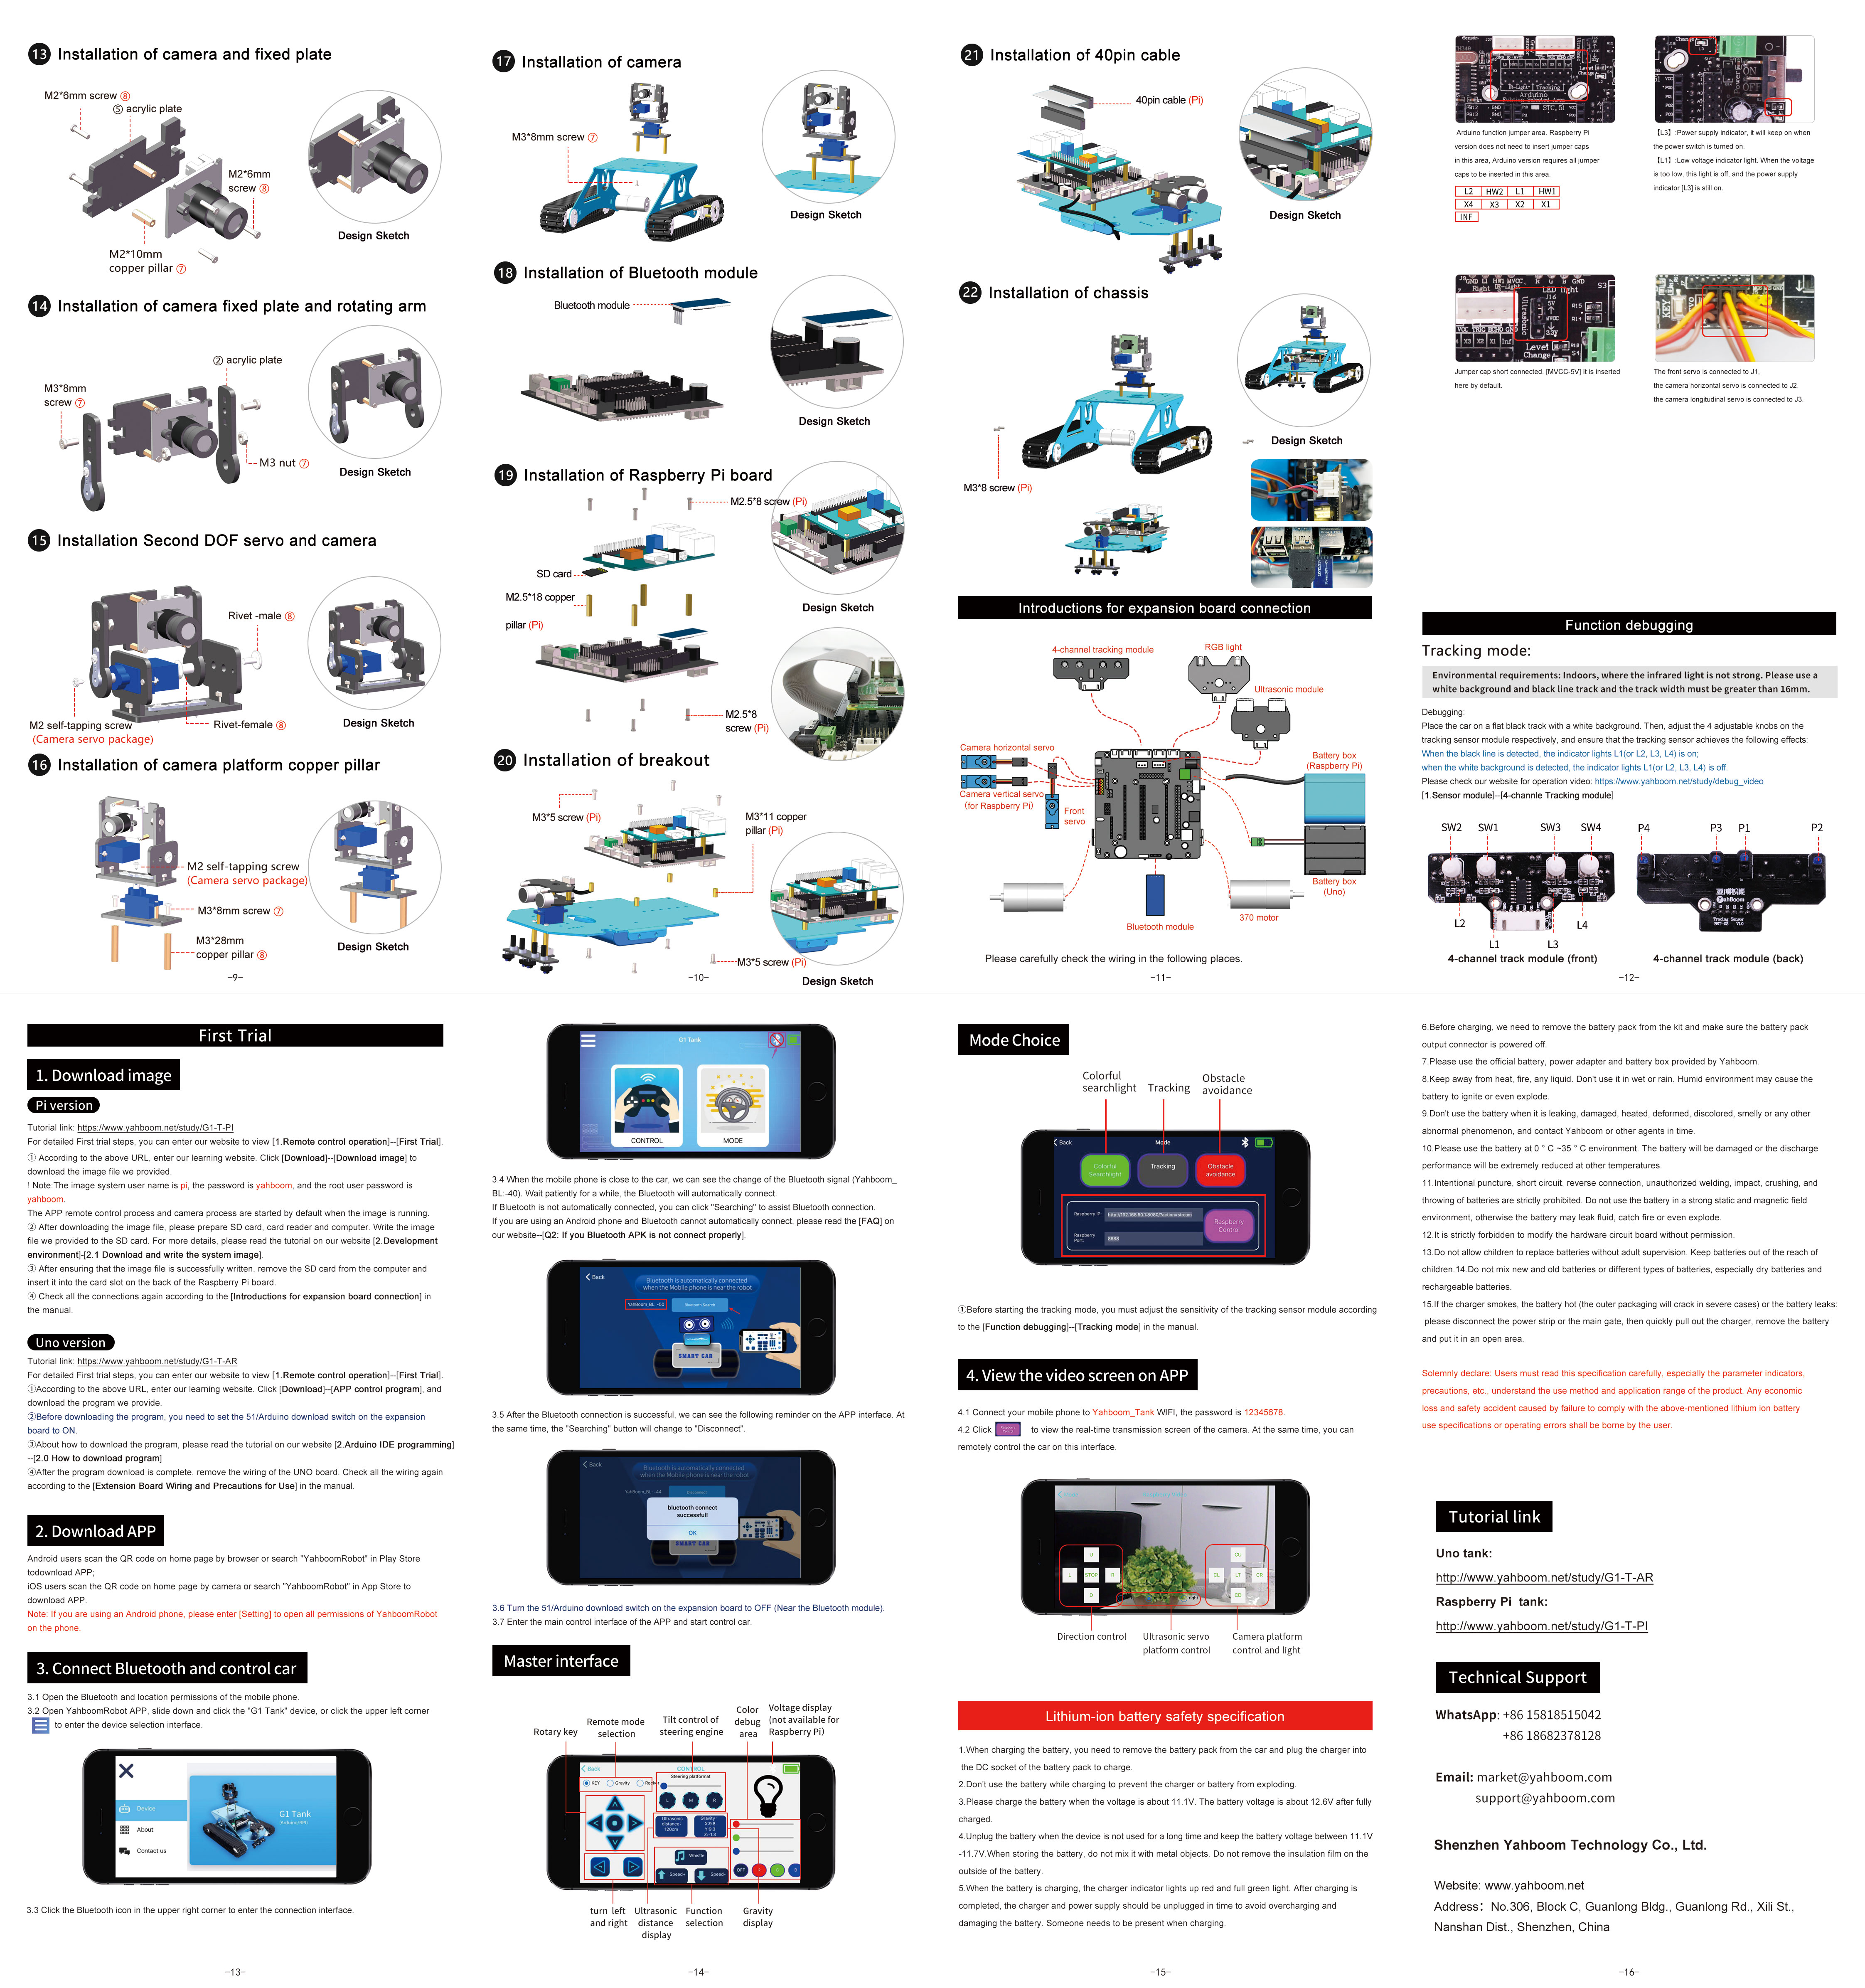 13 Installation of camera and fixed plate
M2*6mm screw ⑧
⑤ acrylic plate
M2*6mm
screw ⑧
M2*10mm
copper pillar ⑦
Design Sketch
14 Installation of camera fixed plate and rotating arm
② acrylic plate
M3*8mm
screw ⑦
M3 nut ⑦
Design Sketch
15 Installation Second DOF servo and camera
Rivet -male ⑧
M2 self-tapping screw
(Camera servo package)
Rivet-female ⑧
Design Sketch
16 Installation of camera platform copper pillar
M2 self-tapping screw
(Camera servo package)
M3*8mm screw ⑦
M3*28mm
copper pillar ⑧
Design Sketch
-9-
17 Installation of camera
M3*8mm screw ⑦
Design Sketch
18 Installation of Bluetooth module
Bluetooth module
Design Sketch
19 Installation of Raspberry Pi board
M2.5*8 screw (Pi)
SD card
M2.5*18 copper
pillar (Pi)
M2.5*8
screw (Pi)
Design Sketch
20 Installation of breakout
M3*5 screw (Pi)
M3*11 copper
pillar (Pi)
M3*5 screw (Pi)
Design Sketch
-10-
21 Installation of 40pin cable
40pin cable (Pi)
Design Sketch
22 Installation of chassis
M3*8 screw (Pi)
Design Sketch
Introductions for expansion board connection
4-channel tracking module
RGB light
Ultrasonic module
Camera horizontal servo
Camera vertical servo
(for Raspberry Pi)
Front
servo
Battery box
(Raspberry Pi)
Battery box
(Uno)
370 motor
Bluetooth module
Please carefully check the wiring in the following places.
-11-
Arduino function jumper area. Raspberry Pi
version does not need to insert jumper caps
in this area, Arduino version requires all jumper
caps to be inserted in this area.
L2 HW2 L1 HW1
X4 X3 X2 X1
INF
【L3】:Power supply indicator, it will keep on when
the power switch is turned on.
【L1】:Low voltage indicator light. When the voltage
is too low, this light is off, and the power supply
indicator [L3] is still on.
Jumper cap short connected. [MVCC-5V] It is inserted
here by default.
The front servo is connected to J1,
the camera horizontal servo is connected to J2,
the camera longitudinal servo is connected to J3.
Function debugging
Tracking mode:
Environmental requirements: Indoors, where the infrared light is not strong. Please use a
white background and black line track and the track width must be greater than 16mm.
Debugging:
Place the car on a flat black track with a white background. Then, adjust the 4 adjustable knobs on the
tracking sensor module respectively, and ensure that the tracking sensor achieves the following effects:
When the black line is detected, the indicator lights L1(or L2, L3, L4) is on;
when the white background is detected, the indicator lights L1(or L2, L3, L4) is off.
Please check our website for operation video: https://www.yahboom.net/study/debug_video
[1.Sensor module]--[4-channle Tracking module]
SW2 SW1 SW3 SW4
P4 P3 P1 P2
L2 L1 L3 L4
4-channel track module (front)
4-channel track module (back)
-12-
First Trial
1. Download image
Pi version
Tutorial link: https://www.yahboom.net/study/G1-T-PI
For detailed First trial steps, you can enter our website to view [1.Remote control operation]--[First Trial].
① According to the above URL, enter our learning website. Click [Download]--[Download image] to
download the image file we provided.
! Note:The image system user name is pi, the password is yahboom, and the root user password is
yahboom.
The APP remote control process and camera process are started by default when the image is running.
② After downloading the image file, please prepare SD card, card reader and computer. Write the image
file we provided to the SD card. For more details, please read the tutorial on our website [2.Development
environment]-[2.1 Download and write the system image].
③ After ensuring that the image file is successfully written, remove the SD card from the computer and
insert it into the card slot on the back of the Raspberry Pi board.
④ Check all the connections again according to the [Introductions for expansion board connection] in
the manual.
Uno version
Tutorial link: https://www.yahboom.net/study/G1-T-AR
For detailed First trial steps, you can enter our website to view [1.Remote control operation]--[First Trial].
①According to the above URL, enter our learning website. Click [Download]--[APP control program], and
download the program we provide.
②Before downloading the program, you need to set the 51/Arduino download switch on the expansion
board to ON.
③About how to download the program, please read the tutorial on our website [2.Arduino IDE programming]
--[2.0 How to download program]
④After the program download is complete, remove the wiring of the UNO board. Check all the wiring again
according to the [Extension Board Wiring and Precautions for Use] in the manual.
2. Download APP
Android users scan the QR code on home page by browser or search "YahboomRobot" in Play Store
todownload APP;
iOS users scan the QR code on home page by camera or search "YahboomRobot" in App Store to
download APP.
Note: If you are using an Android phone, please enter [Setting] to open all permissions of YahboomRobot
on the phone.
3. Connect Bluetooth and control car
3.1 Open the Bluetooth and location permissions of the mobile phone.
3.2 Open YahboomRobot APP, slide down and click the "G1 Tank" device, or click the upper left corner
to enter the device selection interface.
Device
About
Contact us
G1 Tank
3.3 Click the Bluetooth icon in the upper right corner to enter the connection interface.
-13-
G1 Tank
CONTROL
MODE
3.4 When the mobile phone is close to the car, we can see the change of the Bluetooth signal (Yahboom_
BL:-40). Wait patiently for a while, the Bluetooth will automatically connect.
If Bluetooth is not automatically connected, you can click "Searching" to assist Bluetooth connection.
If you are using an Android phone and Bluetooth cannot automatically connect, please read the [FAQ] on
our website--[Q2: If you Bluetooth APK is not connect properly].
Back
Bluetooth is automatically connected
when the Mobile phone is near the robot
YahBoom_BL: -50
Bluetooth Search
SMART CAR
3.5 After the Bluetooth connection is successful, we can see the following reminder on the APP interface. At
the same time, the "Searching" button will change to "Disconnect".
Back
Bluetooth is automatically connected
when the Mobile phone is near the robot
bluetooth connect
successful!
OK
SMART CAR
3.6 Turn the 51/Arduino download switch on the expansion board to OFF (Near the Bluetooth module).
3.7 Enter the main control interface of the APP and start control car.
Master interface
Rotary key
Remote mode
selection
Tilt control of
steering engine
Color
debug
area
Voltage display
(not available for
Raspberry Pi)
Back
CONTROL
KEY Gravity
Steering platformat
L M R
Ultrasonic
distance:
120cm
Gravity:
Whistle
Speed+ Speed-
OFF
turn left
and right
Ultrasonic
distance
display
Function
selection
Gravity
display
-14-
Mode Choice
Colorful
searchlight
Tracking
Obstacle
avoidance
Back
Mode
Colorful
Searchlight
Tracking
Obstacle
avoidance
Raspberry IP:
Raspberry
Port:
Raspberry
Control
①Before starting the tracking mode, you must adjust the sensitivity of the tracking sensor module according
to the [Function debugging]--[Tracking mode] in the manual.
4. View the video screen on APP
4.1 Connect your mobile phone to Yahboom_Tank WIFI, the password is 12345678.
4.2 Click to view the real-time transmission screen of the camera. At the same time, you can
remotely control the car on this interface.
U
L STOP R
D
CU
CL LT CR
CD
Direction control
Ultrasonic servo
platform control
Camera platform
control and light
Lithium-ion battery safety specification
1.When charging the battery, you need to remove the battery pack from the car and plug the charger into
the DC socket of the battery pack to charge.
2.Don't use the battery while charging to prevent the charger or battery from exploding.
3.Please charge the battery when the voltage is about 11.1V. The battery voltage is about 12.6V after fully
charged.
4.Unplug the battery when the device is not used for a long time and keep the battery voltage between 11.1V
-11.7V.When storing the battery, do not mix it with metal objects. Do not remove the insulation film on the
outside of the battery.
5.When the battery is charging, the charger indicator lights up red and full green light. After charging is
completed, the charger and power supply should be unplugged in time to avoid overcharging and
damaging the battery. Someone needs to be present when charging.
-15-
6.Before charging, we need to remove the battery pack from the kit and make sure the battery pack
output connector is powered off.
7.Please use the official battery, power adapter and battery box provided by Yahboom.
8.Keep away from heat, fire, any liquid. Don't use it in wet or rain. Humid environment may cause the
battery to ignite or even explode.
9.Don't use the battery when it is leaking, damaged, heated, deformed, discolored, smelly or any other
abnormal phenomenon, and contact Yahboom or other agents in time.
10.Please use the battery at 0 ° C ~35 ° C environment. The battery will be damaged or the discharge
performance will be extremely reduced at other temperatures.
11.Intentional puncture, short circuit, reverse connection, unauthorized welding, impact, crushing, and
throwing of batteries are strictly prohibited. Do not use the battery in a strong static and magnetic field
environment, otherwise the battery may leak fluid, catch fire or even explode.
12.It is strictly forbidden to modify the hardware circuit board without permission.
13.Do not allow children to replace batteries without adult supervision. Keep batteries out of the reach of
children.14.Do not mix new and old batteries or different types of batteries, especially dry batteries and
rechargeable batteries.
15.If the charger smokes, the battery hot (the outer packaging will crack in severe cases) or the battery leaks:
please disconnect the power strip or the main gate, then quickly pull out the charger, remove the battery
and put it in an open area.
Solemnly declare: Users must read this specification carefully, especially the parameter indicators,
precautions, etc., understand the use method and application range of the product. Any economic
loss and safety accident caused by failure to comply with the above-mentioned lithium ion battery
use specifications or operating errors shall be borne by the user.
Tutorial link
Uno tank:
http://www.yahboom.net/study/G1-T-AR
Raspberry Pi tank:
http://www.yahboom.net/study/G1-T-PI
Technical Support
WhatsApp: +86 15818515042
+86 18682378128
Email: market@yahboom.com
support@yahboom.com
Shenzhen Yahboom Technology Co., Ltd.
Website: www.yahboom.net
Address: No.306, Block C, Guanlong Bldg., Guanlong Rd., Xili St.,
Nanshan Dist., Shenzhen, China
-16-